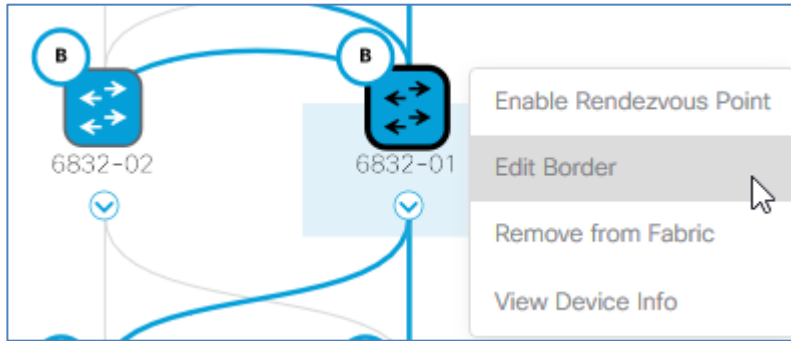 B
B
6832-02
6832-01
Enable Rendezvous Point
Edit Border
Remove from Fabric
View Device Info